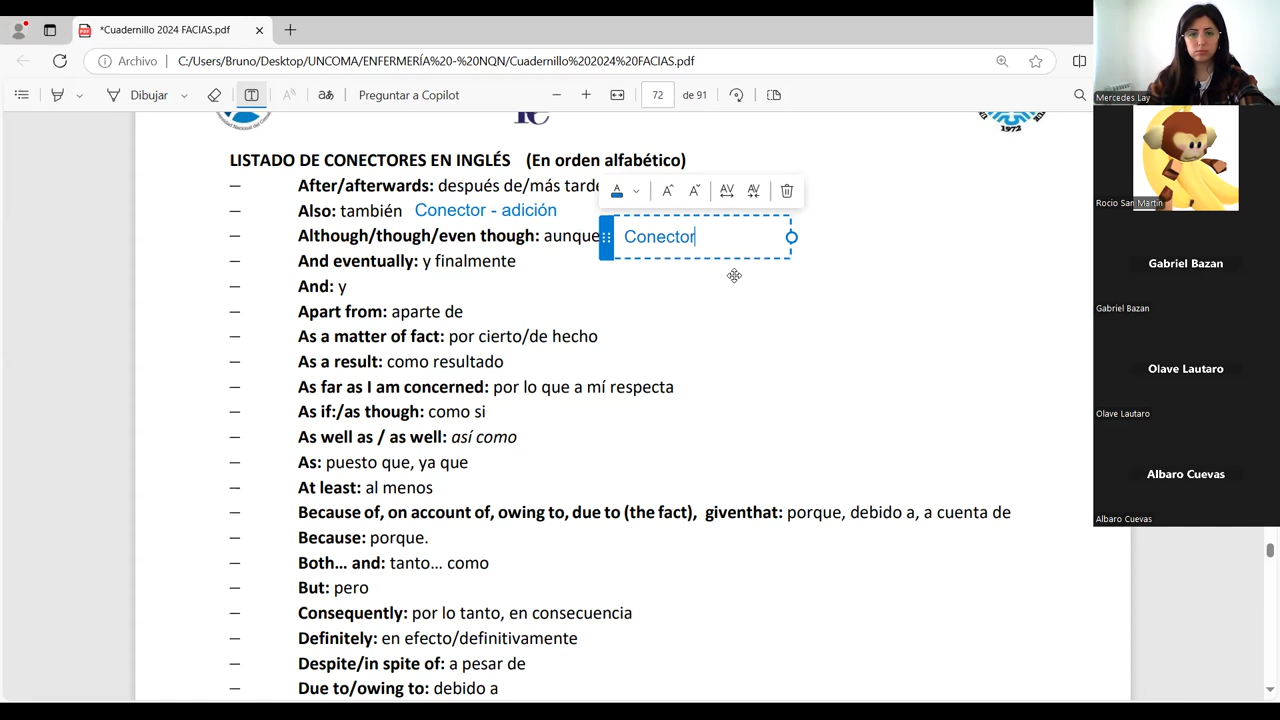 *Cuadernillo 2024 FACIAS.pdf
Archivo C:/Users/Bruno/Desktop/UNCOMA/ENFERMERÍA%20-%20NQN/Cuadernillo%202024%20FACIAS.pdf
Dibujar Preguntar a Copilot 72 de 91
1972
LISTADO DE CONECTORES EN INGLÉS (En orden alfabético)
– After/afterwards: después de/más tarde
– Also: también Conector - adición
– Although/though/even though: aunque Conector
– And eventually: y finalmente
– And: y
– Apart from: aparte de
– As a matter of fact: por cierto/de hecho
– As a result: como resultado
– As far as I am concerned: por lo que a mí respecta
– As if:/as though: como si
– As well as / as well: así como
– As: puesto que, ya que
– At least: al menos
– Because of, on account of, owing to, due to (the fact), giventhat: porque, debido a, a cuenta de
– Because: porque.
– Both... and: tanto... como
– But: pero
– Consequently: por lo tanto, en consecuencia
– Definitely: en efecto/definitivamente
– Despite/in spite of: a pesar de
– Due to/owing to: debido a
Mercedes Lay
Rocio San Martin
Gabriel Bazan
Gabriel Bazan
Olave Lautaro
Olave Lautaro
Albaro Cuevas
Albaro Cuevas